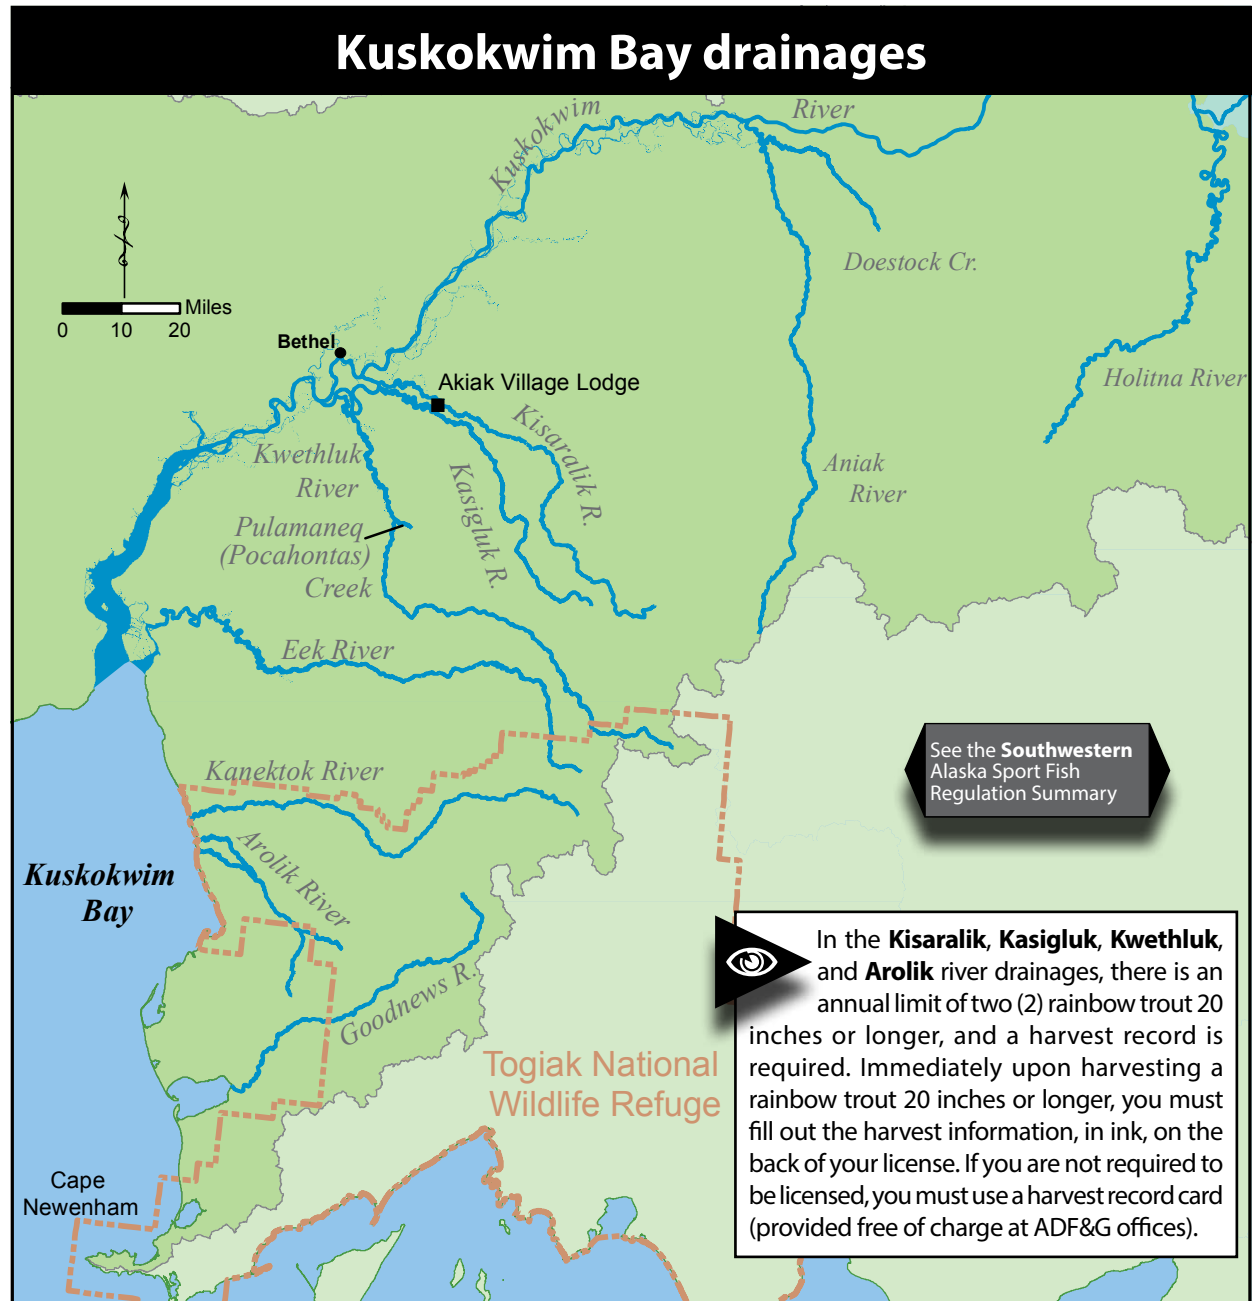 Kuskokwim Bay drainages
Kuskokwim
River
Doestock Cr.
Miles
0 10 20
Bethel
Akiak Village Lodge
Holitna River
Kisaralik R.
Kwethluk
River
Kasigluk R.
Aniak
River
Pulamaneq
(Pocahontas)
Creek
Eek River
See the Southwestern
Alaska Sport Fish
Regulation Summary
Kanektok River
Arolik River
Kuskokwim
Bay
Goodnews R.
In the Kisaralik, Kasigluk, Kwethluk,
and Arolik river drainages, there is an
annual limit of two (2) rainbow trout 20
inches or longer, and a harvest record is
required. Immediately upon harvesting a
rainbow trout 20 inches or longer, you must
fill out the harvest information, in ink, on the
back of your license. If you are not required to
be licensed, you must use a harvest record card
(provided free of charge at ADF&G offices).
Togiak National
Wildlife Refuge
Cape
Newenham